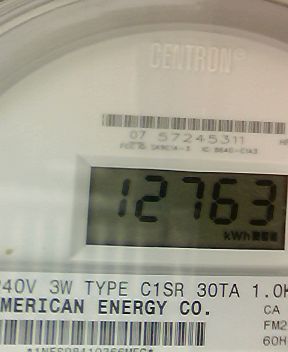 CENTRON®
07 57245311
12763
kWh
240V 3W TYPE C1SR 30TA 1.0K
AMERICAN ENERGY CO.
CA
FM2
60H